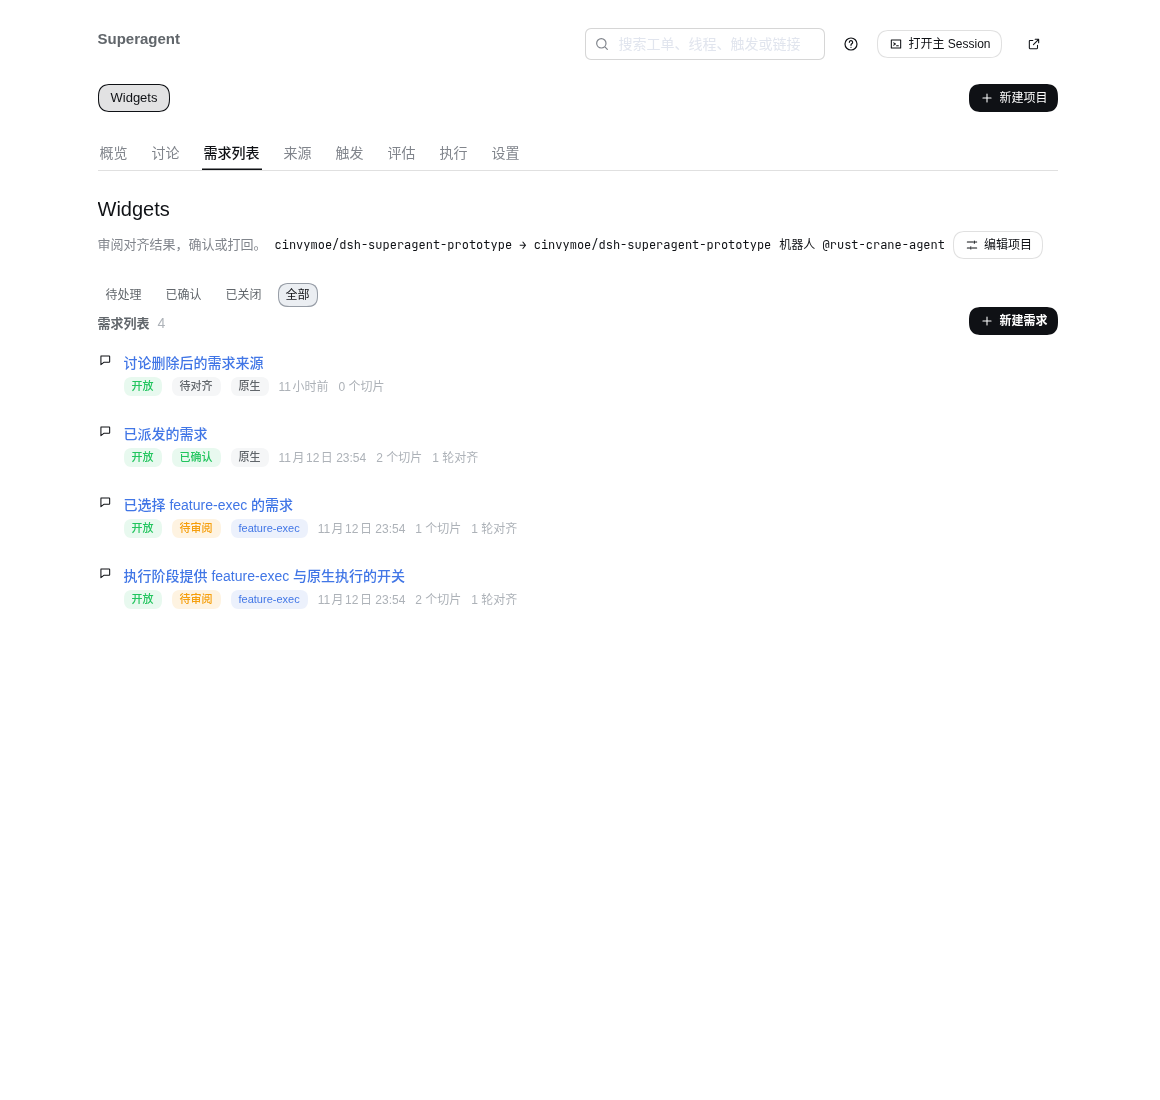 Superagent
搜索工单、线程、触发或链接
打开主 Session
Widgets
新建项目
概览 讨论 需求列表 来源 触发 评估 执行 设置
Widgets
审阅对齐结果，确认或打回。 cinvymoe/dsh-superagent-prototype → cinvymoe/dsh-superagent-prototype 机器人 @rust-crane-agent 编辑项目
待处理 已确认 已关闭 全部
需求列表 4
新建需求
讨论删除后的需求来源
开放 待对齐 原生 11小时前 0 个切片
已派发的需求
开放 已确认 原生 11月12日 23:54 2 个切片 1 轮对齐
已选择 feature-exec 的需求
开放 待审阅 feature-exec 11月12日 23:54 1 个切片 1 轮对齐
执行阶段提供 feature-exec 与原生执行的开关
开放 待审阅 feature-exec 11月12日 23:54 2 个切片 1 轮对齐